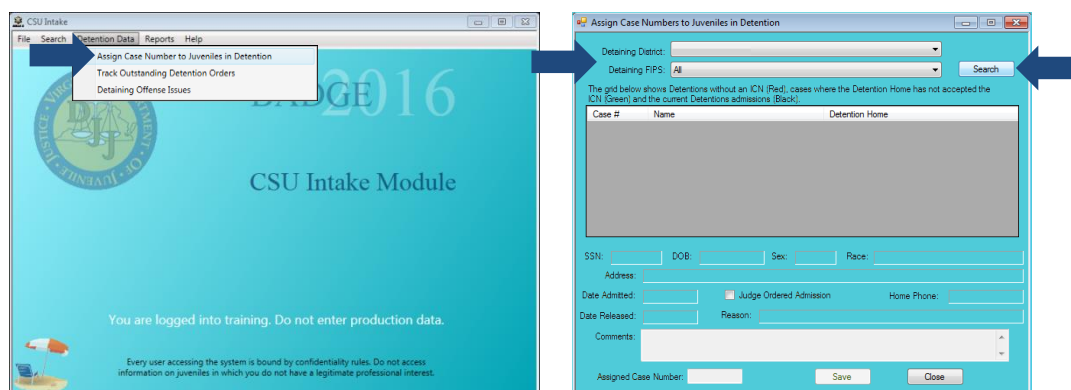 CSU Intake
File Search Detention Data Reports Help
Assign Case Number to Juveniles in Detention
Track Outstanding Detention Orders
Detaining Offense Issues
VIRGINIA DEPARTMENT OF JUVENILE JUSTICE
DJJ
BADGE 2016
CSU Intake Module
You are logged into training. Do not enter production data.
Every user accessing the system is bound by confidentiality rules. Do not access
information on juveniles in which you do not have a legitimate professional interest.
Assign Case Numbers to Juveniles in Detention
Detaining District:
Detaining FIPS: All Search
The grid below shows Detentions without an ICN (Red), cases where the Detention Home has not accepted the
ICN (Green) and the current Detentions admissions (Black).
Case # Name Detention Home
SSN: DOB: Sex: Race:
Address:
Date Admitted: Judge Ordered Admission Home Phone:
Date Released: Reason:
Comments:
Assigned Case Number: Save Close